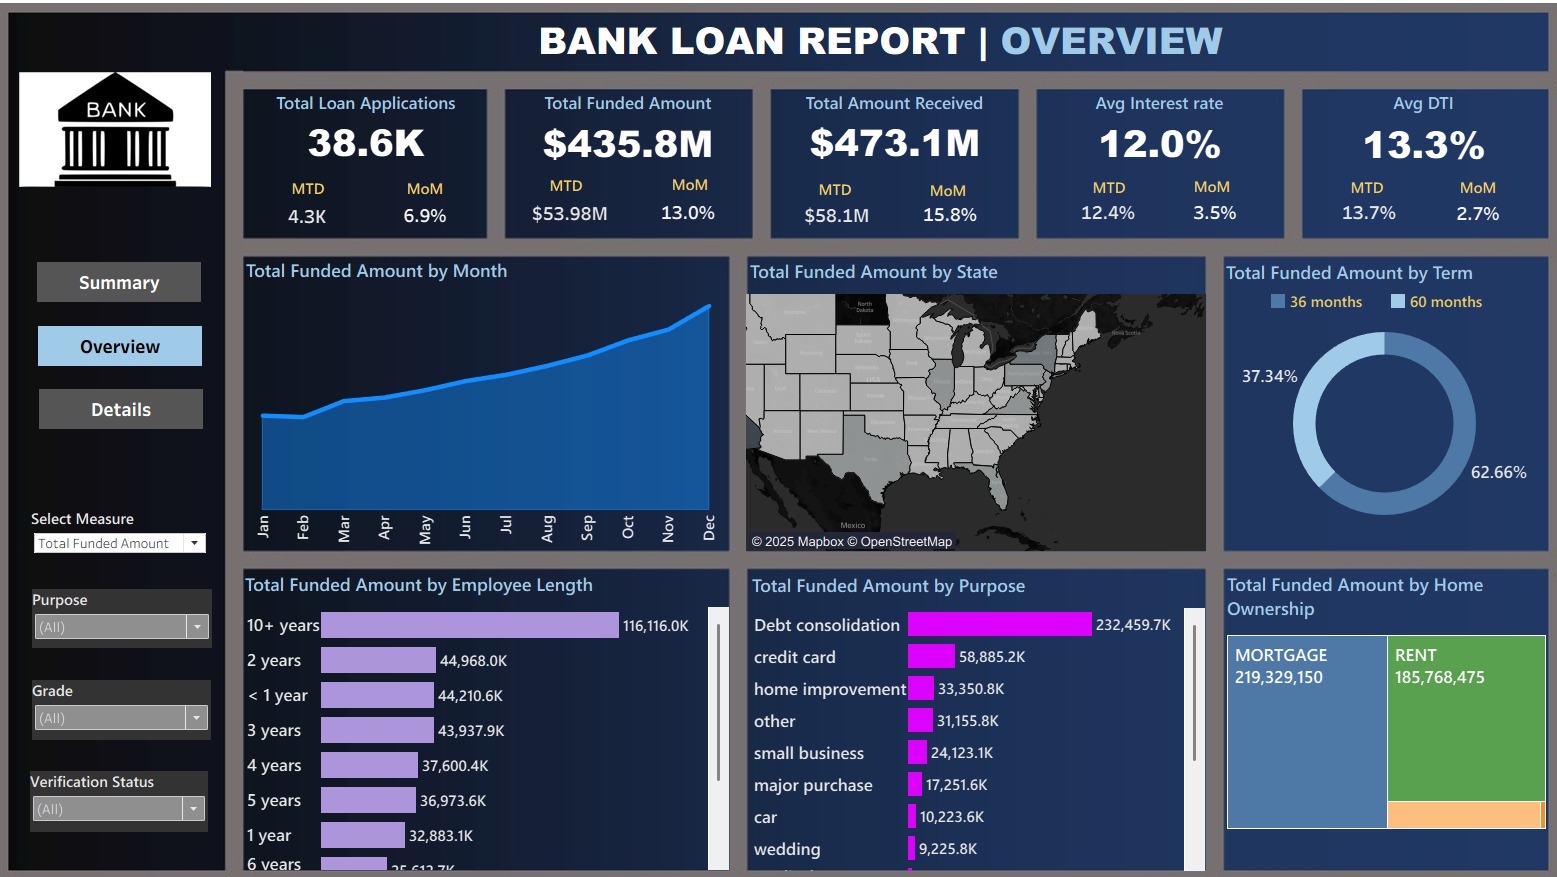 BANK LOAN REPORT | OVERVIEW
BANK
Total Loan Applications
38.6K
MTD MoM
4.3K 6.9%
Total Funded Amount
$435.8M
MTD MoM
$53.98M 13.0%
Total Amount Received
$473.1M
MTD MoM
$58.1M 15.8%
Avg Interest rate
12.0%
MTD MoM
12.4% 3.5%
Avg DTI
13.3%
MTD MoM
13.7% 2.7%
Summary
Overview
Details
Select Measure
Total Funded Amount
Purpose
(All)
Grade
(All)
Verification Status
(All)
Total Funded Amount by Month
Jan
Feb
Mar
Apr
May
Jun
Jul
Aug
Sep
Oct
Nov
Dec
Total Funded Amount by State
North
Dakota
USA
Texas
Nova Scotia
Mexico
© 2025 Mapbox © OpenStreetMap
Total Funded Amount by Term
36 months 60 months
37.34%
62.66%
Total Funded Amount by Employee Length
10+ years 116,116.0K
2 years 44,968.0K
< 1 year 44,210.6K
3 years 43,937.9K
4 years 37,600.4K
5 years 36,973.6K
1 year 32,883.1K
6 years
Total Funded Amount by Purpose
Debt consolidation 232,459.7K
credit card 58,885.2K
home improvement 33,350.8K
other 31,155.8K
small business 24,123.1K
major purchase 17,251.6K
car 10,223.6K
wedding 9,225.8K
Total Funded Amount by Home
Ownership
MORTGAGE
219,329,150
RENT
185,768,475